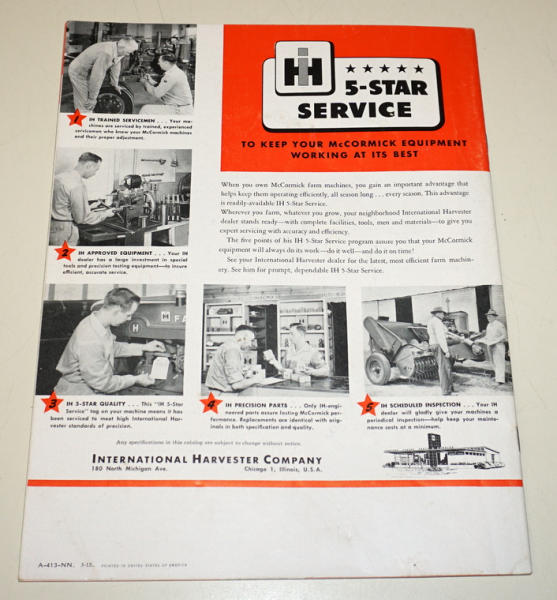 IH
★★★★★
5-STAR
SERVICE
TO KEEP YOUR McCORMICK EQUIPMENT
WORKING AT ITS BEST
1 IH TRAINED SERVICEMEN . . . Your ma-
chines are serviced by trained, experienced
servicemen who know your McCormick machines
and their proper adjustment.
2 IH APPROVED EQUIPMENT . . . Your IH
dealer has a large investment in special
tools and precision testing equipment—to insure
efficient, accurate service.
When you own McCormick farm machines, you gain an important advantage that
helps keep them operating efficiently, all season long . . . every season. This advantage
is readily-available IH 5-Star Service.
Wherever you farm, whatever you grow, your neighborhood International Harvester
dealer stands ready—with complete facilities, tools, men and materials—to give you
expert servicing with accuracy and efficiency.
The five points of his IH 5-Star Service program assure you that your McCormick
equipment will always do its work—do it well—and do it on time!
See your International Harvester dealer for the latest, most efficient farm machin-
ery. See him for prompt, dependable IH 5-Star Service.
IH FA
3 IH 5-STAR QUALITY . . . This "IH 5-Star
Service" tag on your machine means it has
been serviced to meet high International Har-
vester standards of precision.
4 IH PRECISION PARTS . . . Only IH-engi-
neered parts assure lasting McCormick per-
formance. Replacements are identical with orig-
inals in both specification and quality.
5 IH SCHEDULED INSPECTION . . . Your IH
dealer will gladly give your machines a
periodical inspection—help keep your mainte-
nance costs at a minimum.
Any specifications in this catalog are subject to change without notice.
INTERNATIONAL HARVESTER COMPANY
180 North Michigan Ave. Chicago 1, Illinois, U.S.A.
A-413-NN. PRINTED IN UNITED STATES OF AMERICA